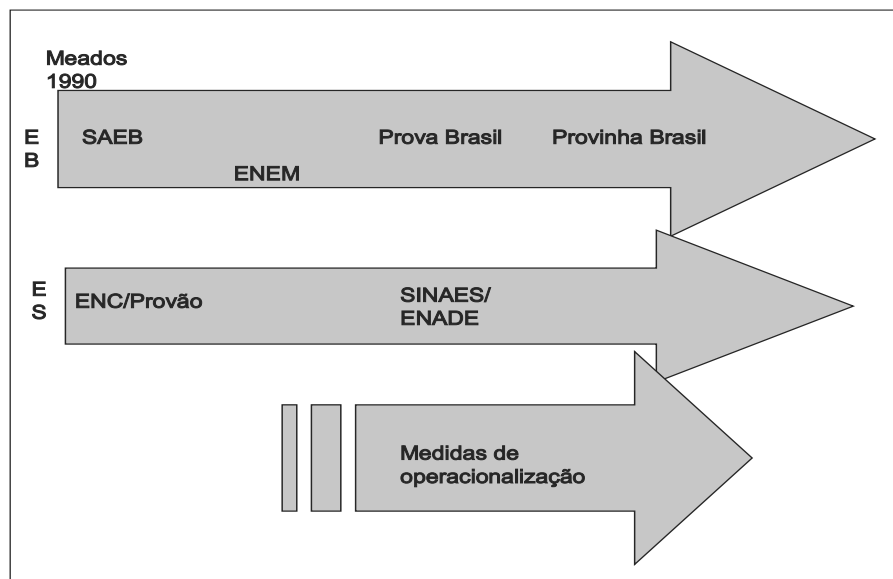 Meados
1990
E
B
SAEB
ENEM
Prova Brasil
Provinha Brasil
E
S
ENC/Provão
SINAES/
ENADE
Medidas de
operacionalização